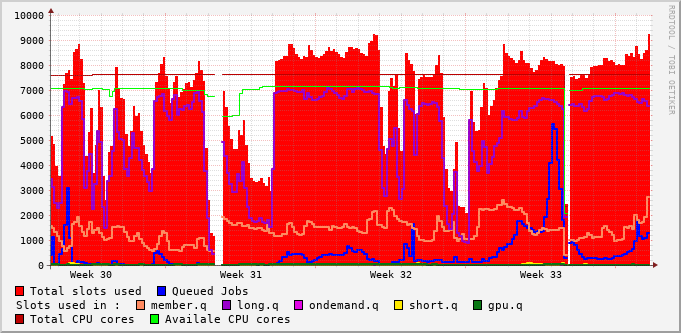 10000
9000
8000
7000
6000
5000
4000
3000
2000
1000
0
Week 30 Week 31 Week 32 Week 33
RRDTOOL / TOBI OETIKER
Total slots used Queued Jobs
Slots used in : member.q long.q ondemand.q short.q gpu.q
Total CPU cores Availale CPU cores